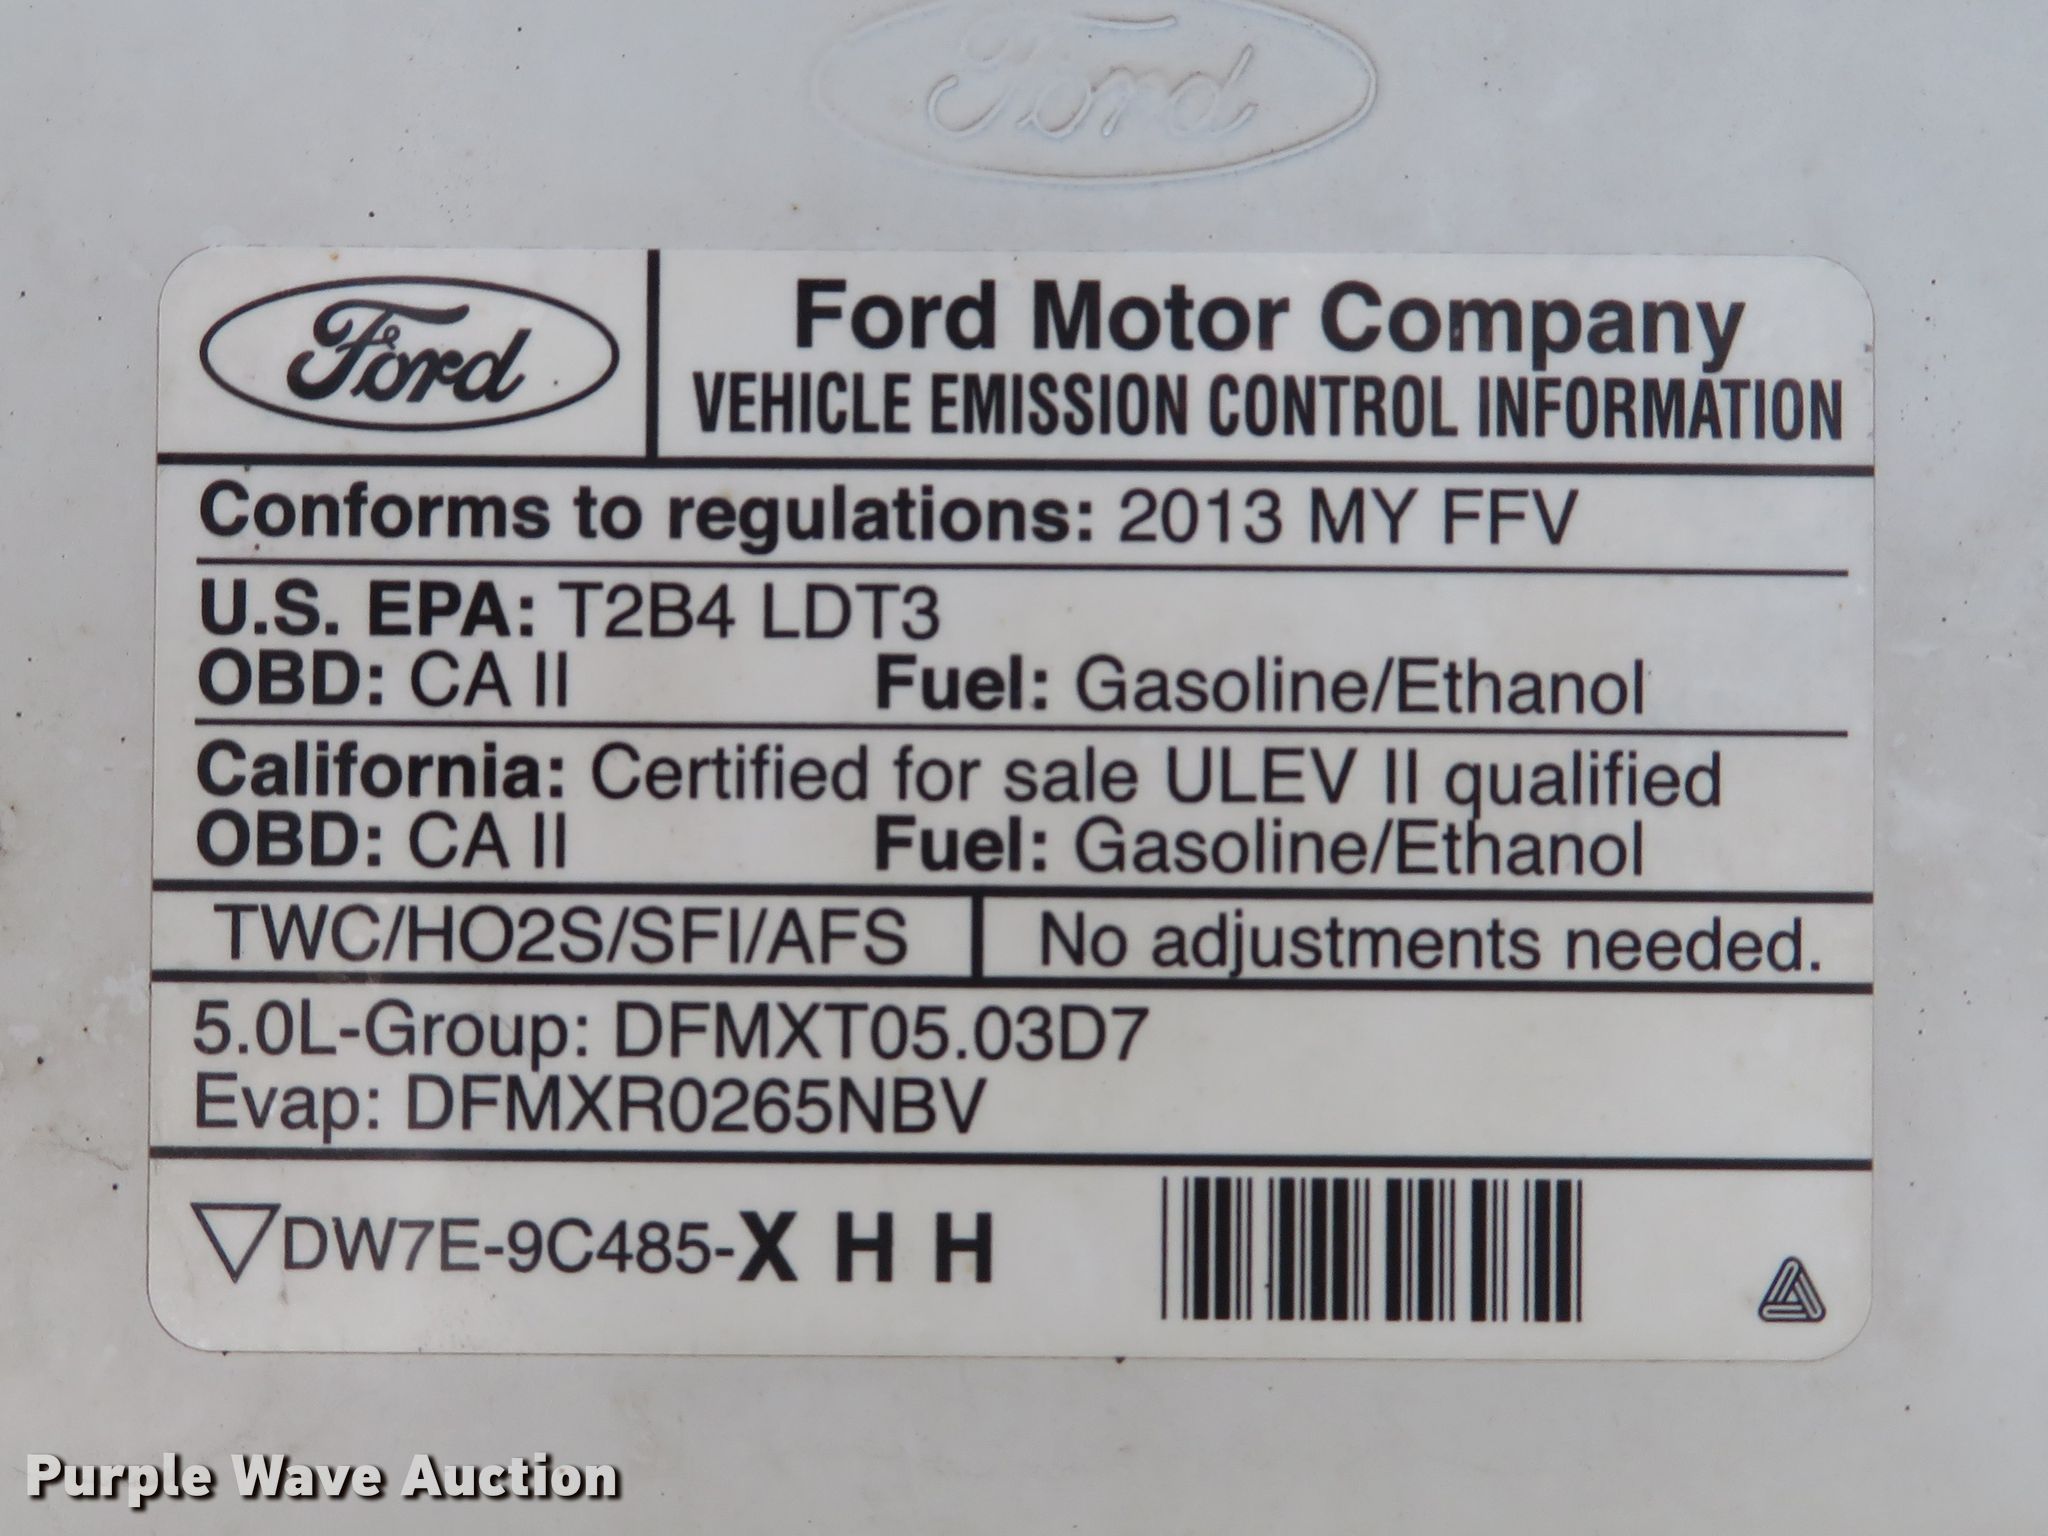 Ford
Ford
Ford Motor Company
VEHICLE EMISSION CONTROL INFORMATION
Conforms to regulations: 2013 MY FFV
U.S. EPA: T2B4 LDT3
OBD: CA II Fuel: Gasoline/Ethanol
California: Certified for sale ULEV II qualified
OBD: CA II Fuel: Gasoline/Ethanol
TWC/HO2S/SFI/AFS No adjustments needed.
5.0L-Group: DFMXT05.03D7
Evap: DFMXR0265NBV
DW7E-9C485-X H H
Purple Wave Auction